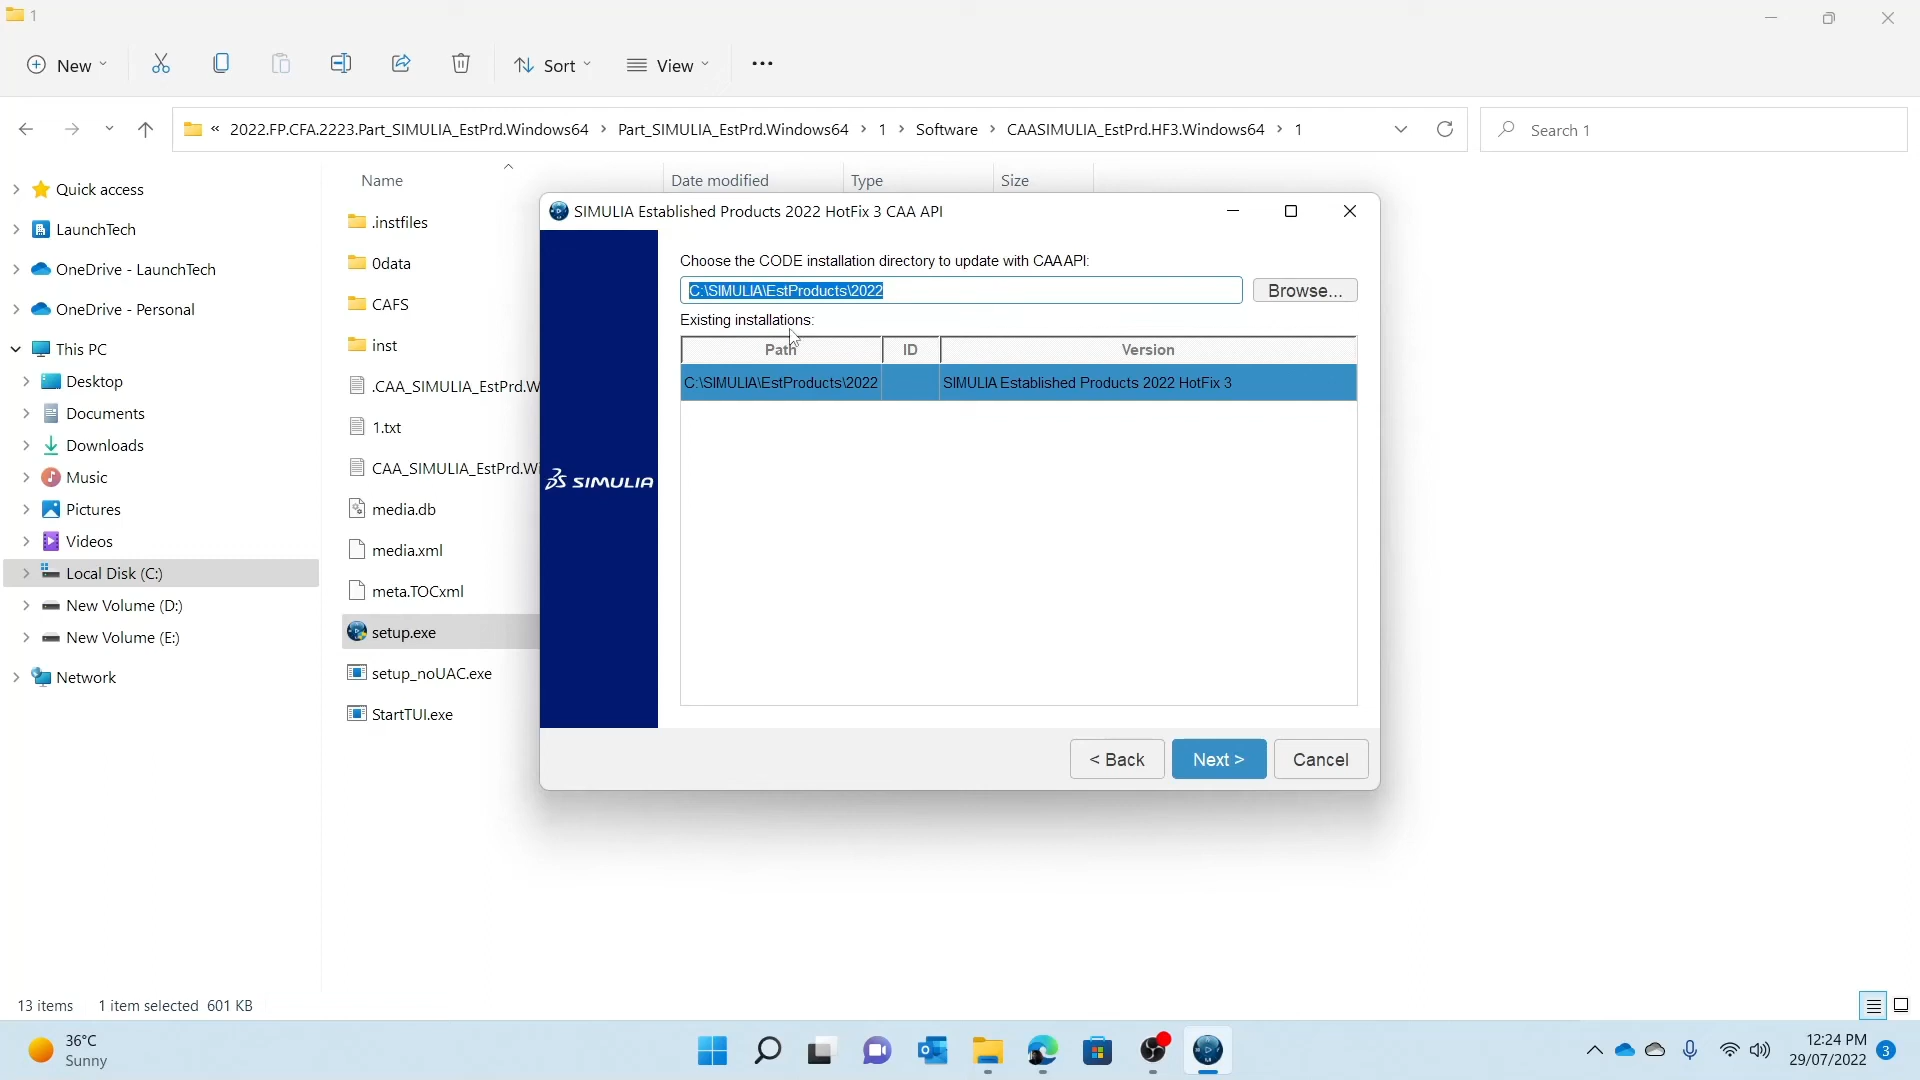 1
New
Sort
View
« 2022.FP.CFA.2223.Part_SIMULIA_EstPrd.Windows64 > Part_SIMULIA_EstPrd.Windows64 > 1 > Software > CAASIMULIA_EstPrd.HF3.Windows64 > 1
Search 1
Quick access
LaunchTech
OneDrive - LaunchTech
OneDrive - Personal
This PC
Desktop
Documents
Downloads
Music
Pictures
Videos
Local Disk (C:)
New Volume (D:)
New Volume (E:)
Network
Name
Date modified
Type
Size
.instfiles
0data
CAFS
inst
.CAA_SIMULIA_EstPrd.W
1.txt
CAA_SIMULIA_EstPrd.Wi
media.db
media.xml
meta.TOCxml
setup.exe
setup_noUAC.exe
StartTUI.exe
SIMULIA Established Products 2022 HotFix 3 CAA API
SIMULIA
Choose the CODE installation directory to update with CAA API:
C:\SIMULIA\EstProducts\2022
Browse...
Existing installations:
Path ID Version
C:\SIMULIA\EstProducts\2022 SIMULIA Established Products 2022 HotFix 3
< Back
Next >
Cancel
13 items 1 item selected 601 KB
36°C
Sunny
12:24 PM
29/07/2022
3